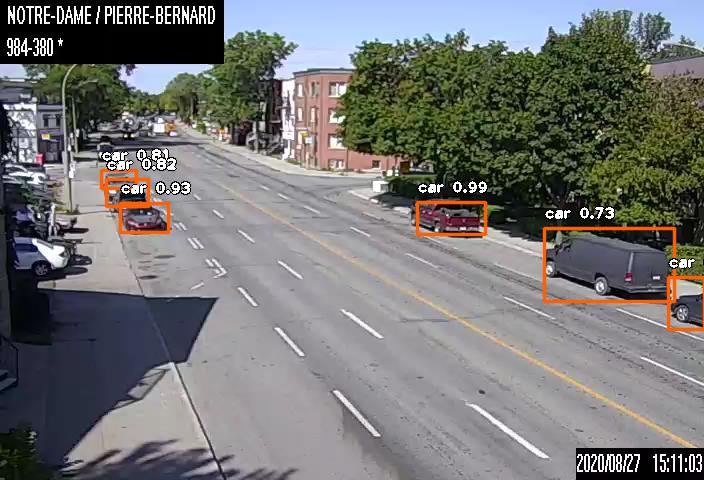 NOTRE-DAME / PIERRE-BERNARD
984-380 *
car 0.81
car 0.82
car 0.93
car 0.99
car 0.73
car
2020/08/27 15:11:03